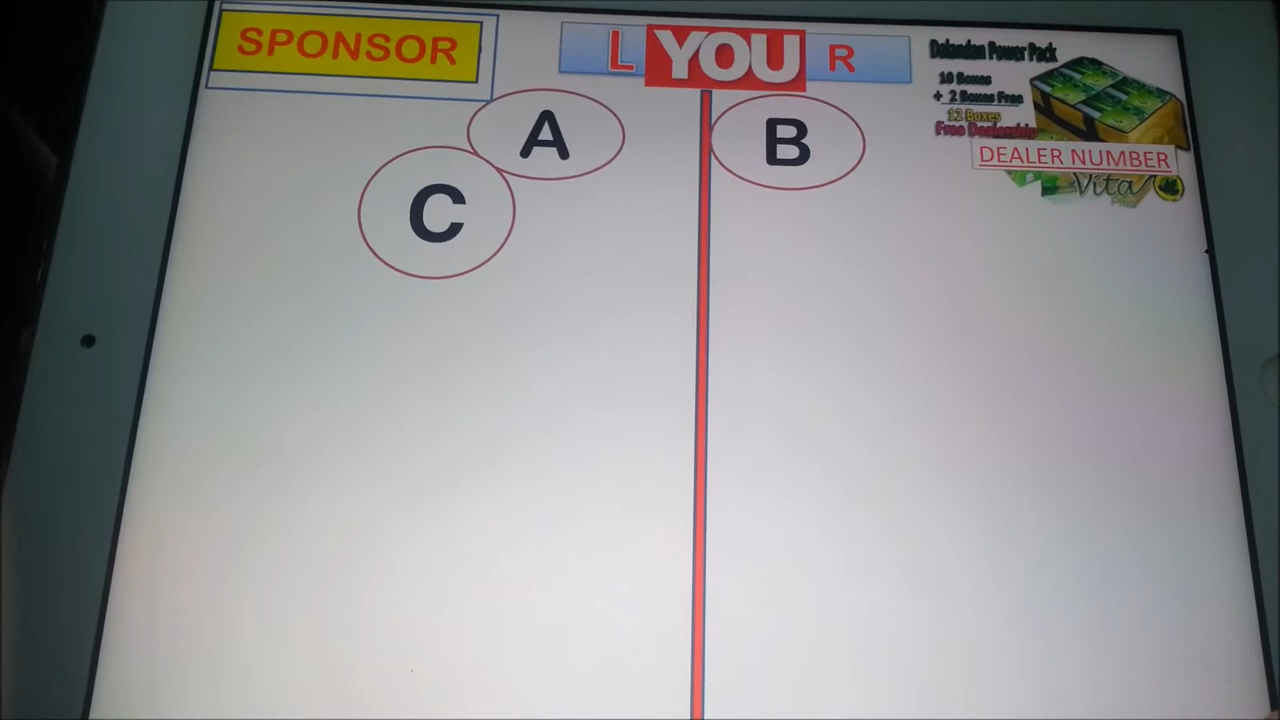 SPONSOR
L YOU R
Dalandan Power Pack
10 Boxes
+ 2 Boxes Free
12 Boxes
Free Dealership
DEALER NUMBER
Vita
A
B
C